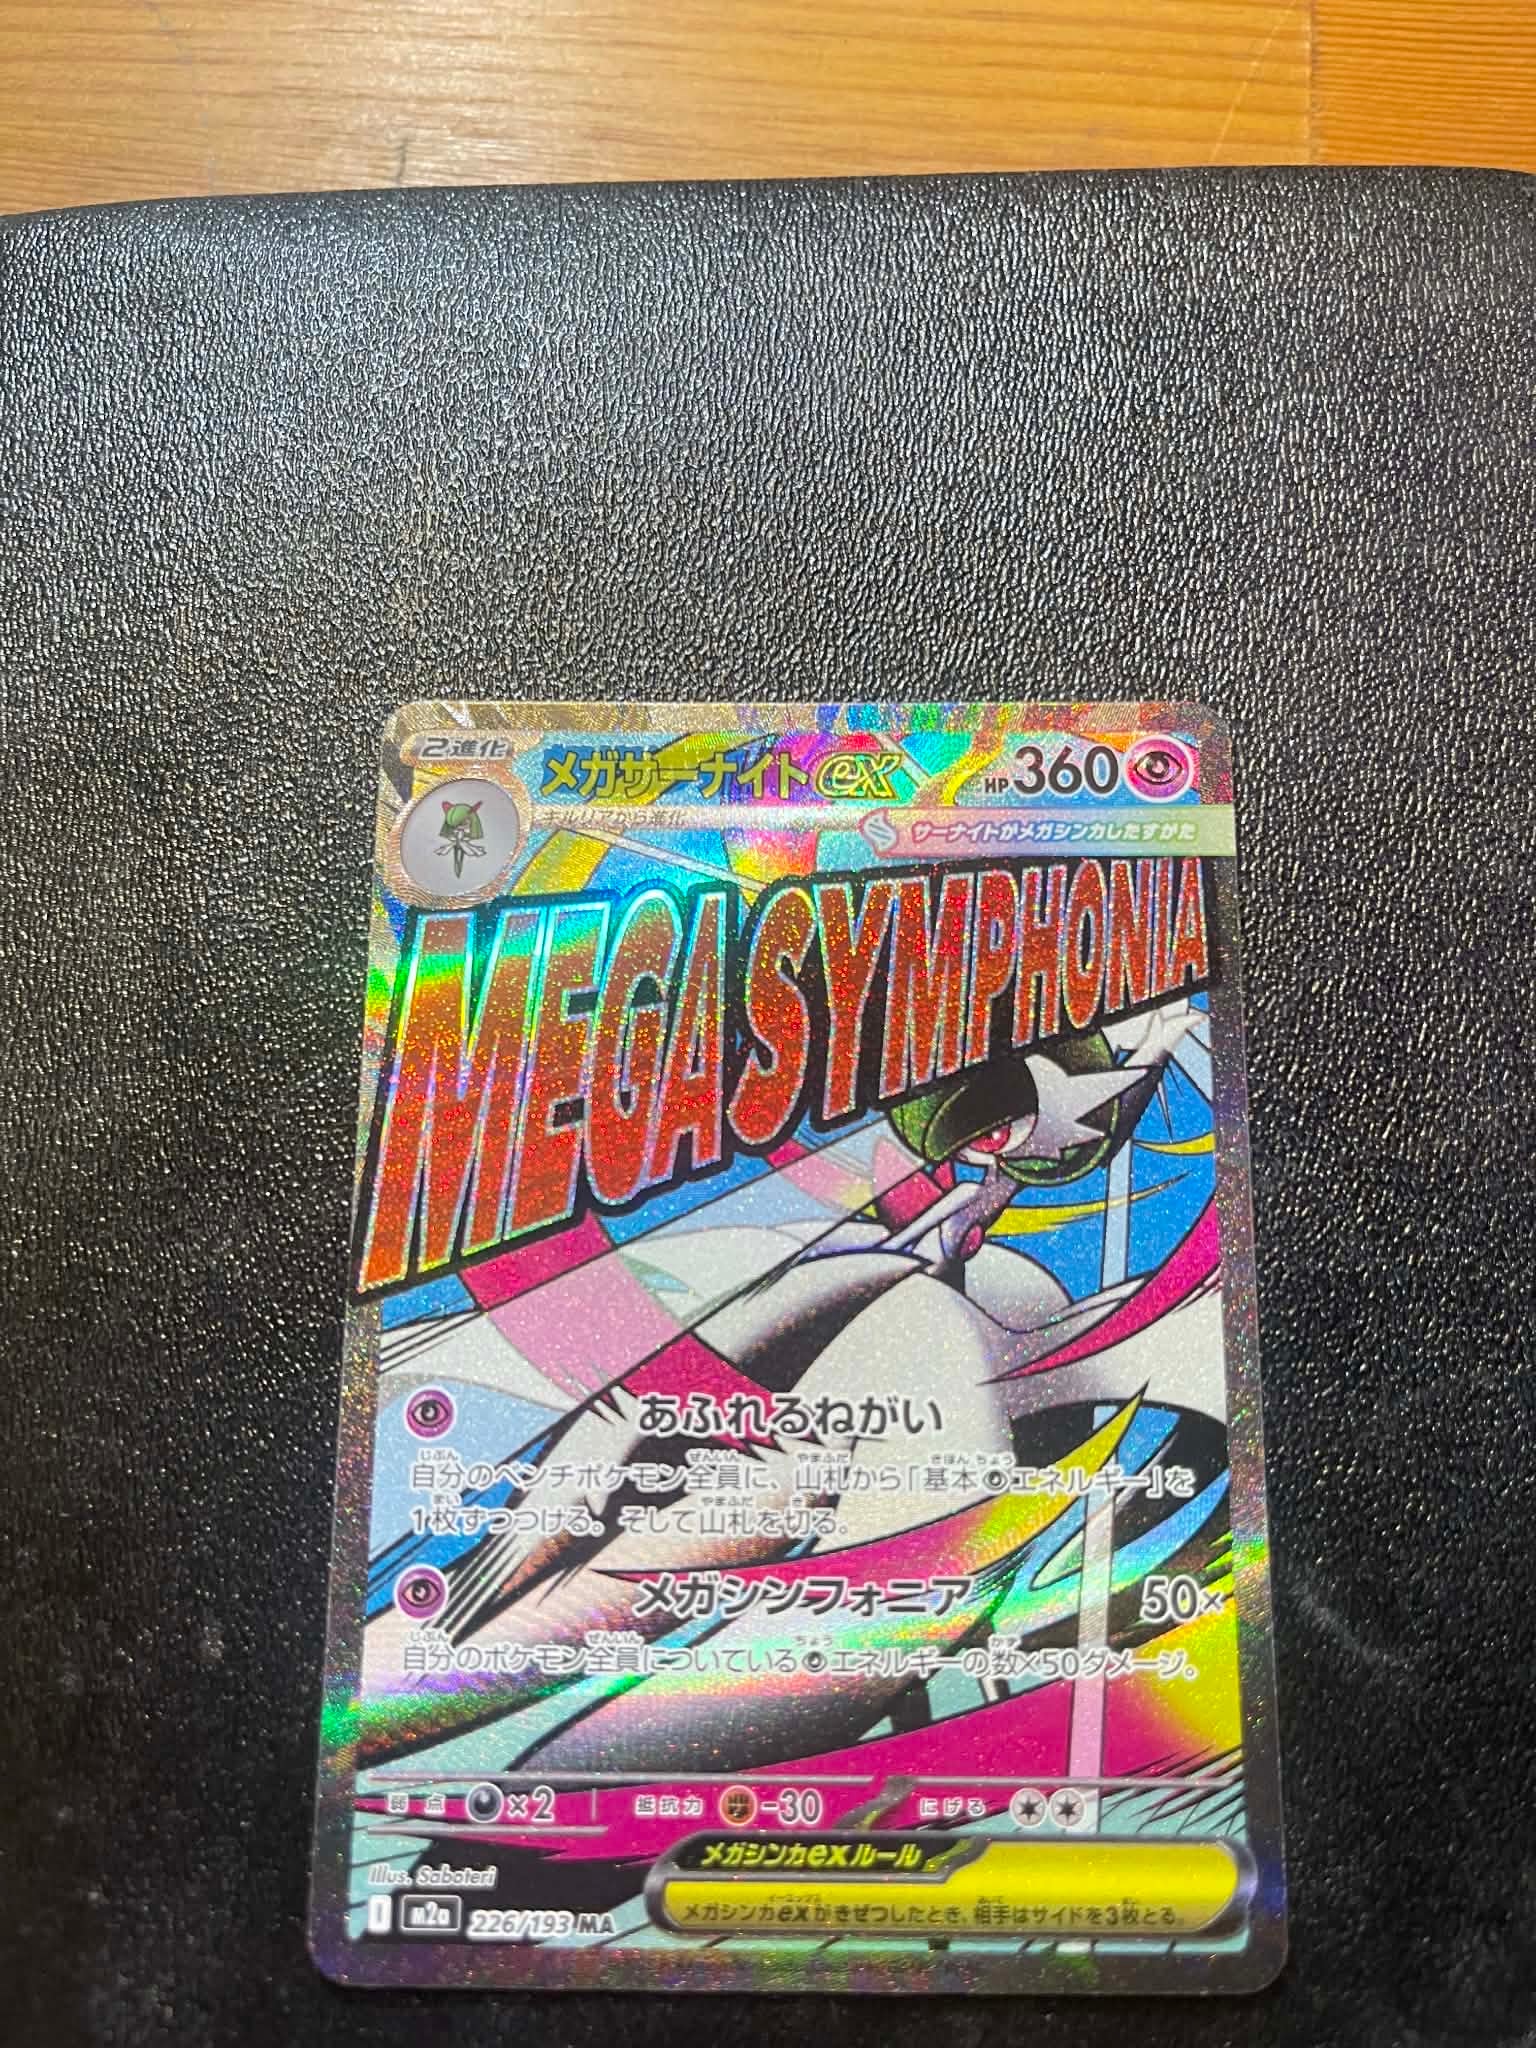 2進化 メガサーナイトex HP360
キルリアから進化
サーナイトがメガシンカしたすがた
MEGA SYMPHONIA
あふれるねがい
自分のベンチポケモン全員に、山札から「基本エネルギー」を
1枚ずつつける。そして山札を切る。
メガシンフォニア 50×
自分のポケモン全員についているエネルギーの数×50ダメージ。
弱点 ×2 抵抗力 -30 にげる
メガシンカexルール
メガシンカexがきぜつしたとき、相手はサイドを3枚とる。
Illus. Saboteri
I M2a 226/193 MA